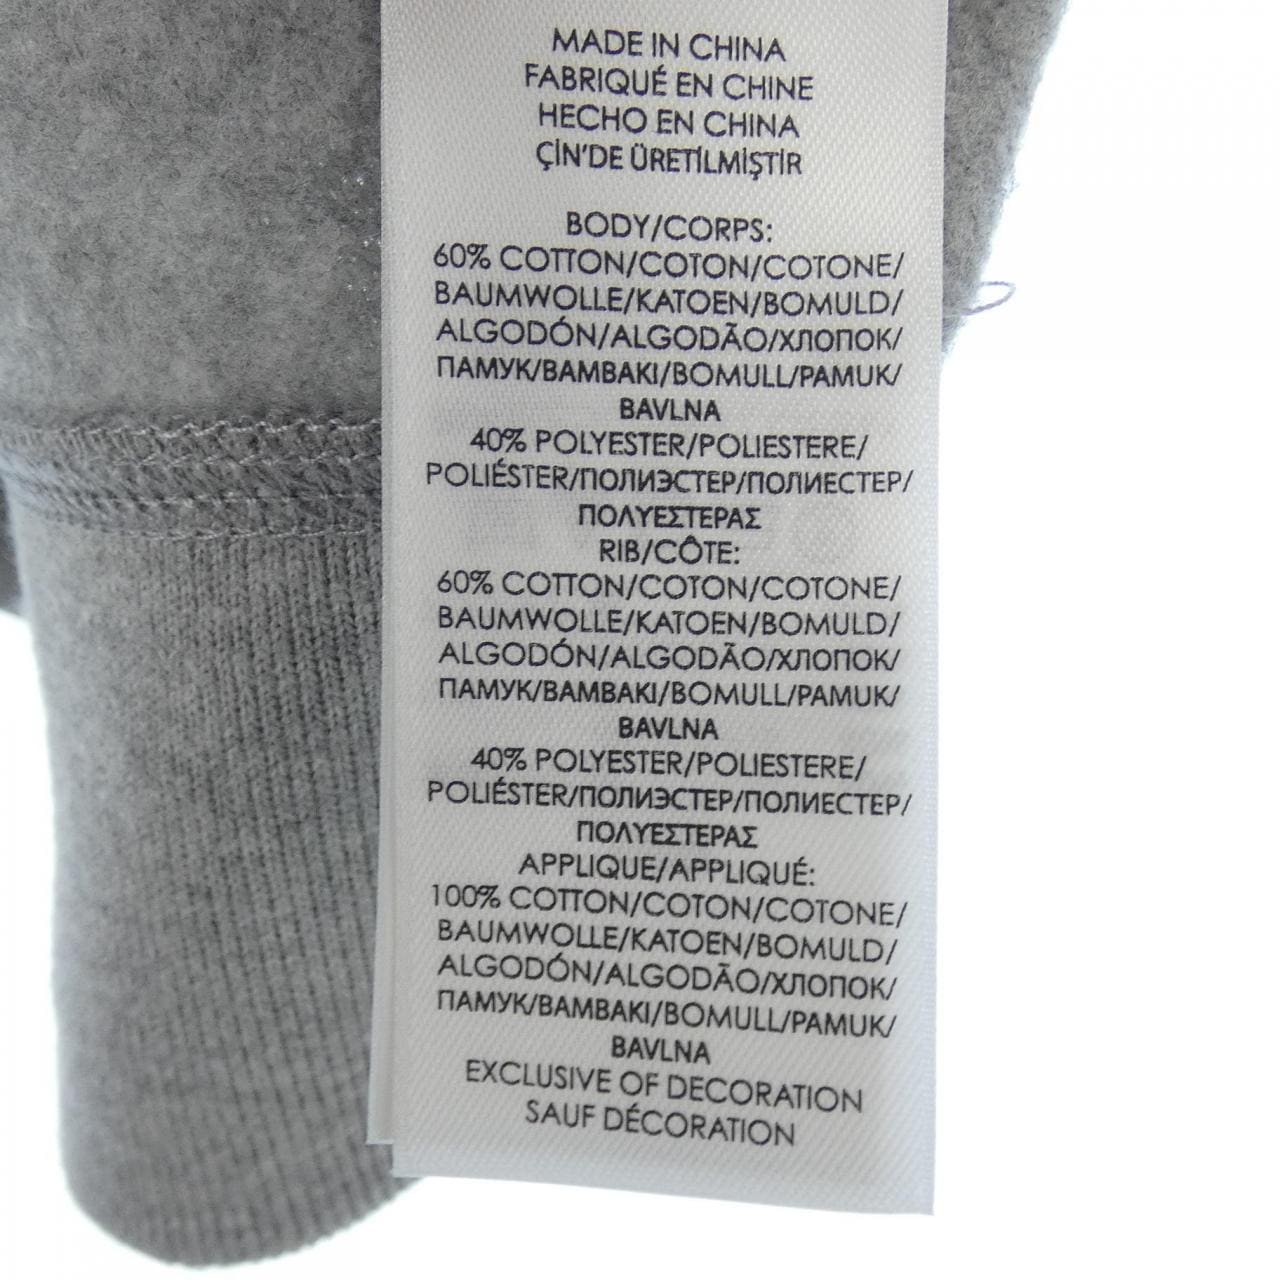 MADE IN CHINA
FABRIQUÉ EN CHINE
HECHO EN CHINA
ÇİN'DE ÜRETİLMİŞTİR
BODY/CORPS:
60% COTTON/COTON/COTONE/
BAUMWOLLE/KATOEN/BOMULD/
ALGODÓN/ALGODÃO/ХЛОПОК/
ПАМУК/BAMBAKI/BOMULL/PAMUK/
BAVLNA
40% POLYESTER/POLIESTERE/
POLIÉSTER/ПОЛИЭСТЕР/ПОЛИЕСТЕР/
ΠΟΛΥΕΣΤΕΡΑΣ
RIB/CÔTE:
60% COTTON/COTON/COTONE/
BAUMWOLLE/KATOEN/BOMULD/
ALGODÓN/ALGODÃO/ХЛОПОК/
ПАМУК/BAMBAKI/BOMULL/PAMUK/
BAVLNA
40% POLYESTER/POLIESTERE/
POLIÉSTER/ПОЛИЭСТЕР/ПОЛИЕСТЕР/
ΠΟΛΥΕΣΤΕΡΑΣ
APPLIQUE/APPLIQUÉ:
100% COTTON/COTON/COTONE/
BAUMWOLLE/KATOEN/BOMULD/
ALGODÓN/ALGODÃO/ХЛОПОК/
ПАМУК/BAMBAKI/BOMULL/PAMUK/
BAVLNA
EXCLUSIVE OF DECORATION
SAUF DÉCORATION